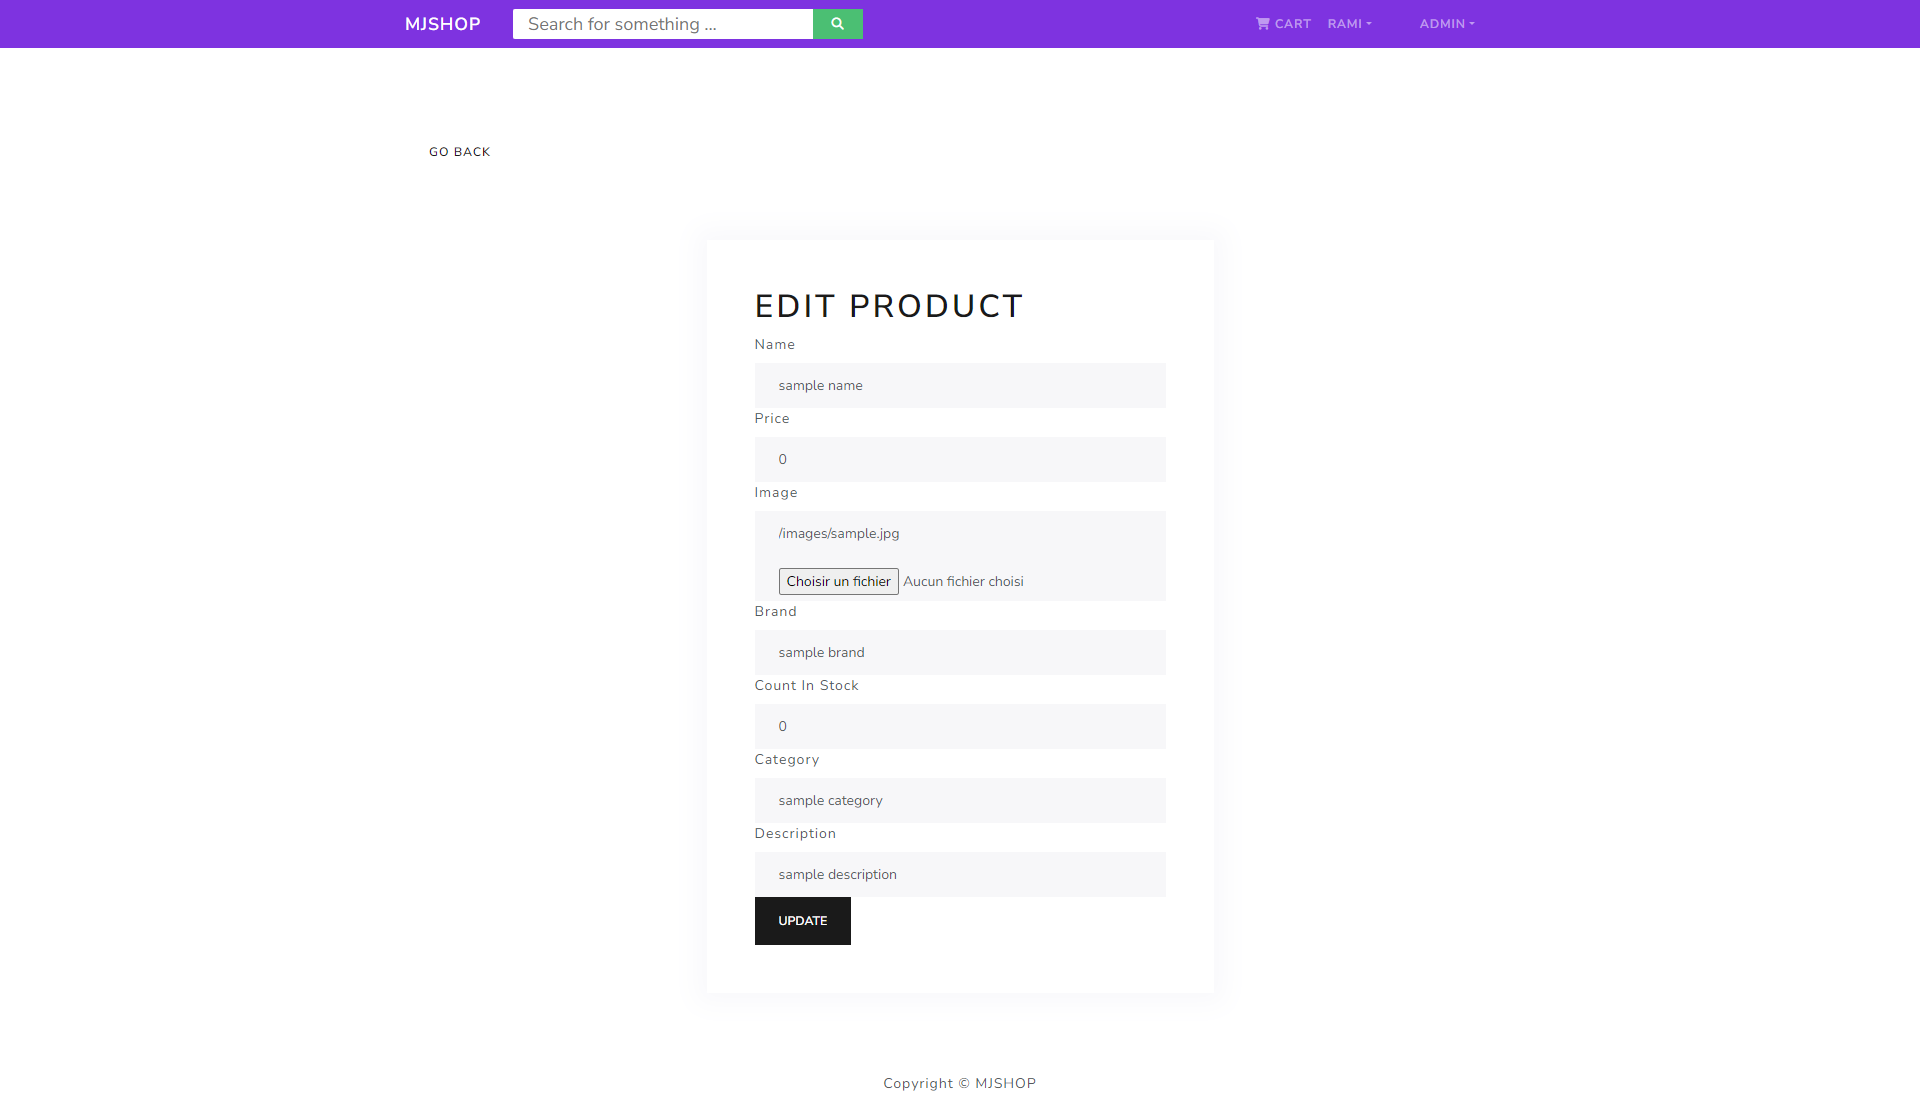 MJSHOP
Search for something ...
CART
RAMI
ADMIN
GO BACK
EDIT PRODUCT
Name
sample name
Price
0
Image
/images/sample.jpg
Choisir un fichier Aucun fichier choisi
Brand
sample brand
Count In Stock
0
Category
sample category
Description
sample description
UPDATE
Copyright © MJSHOP